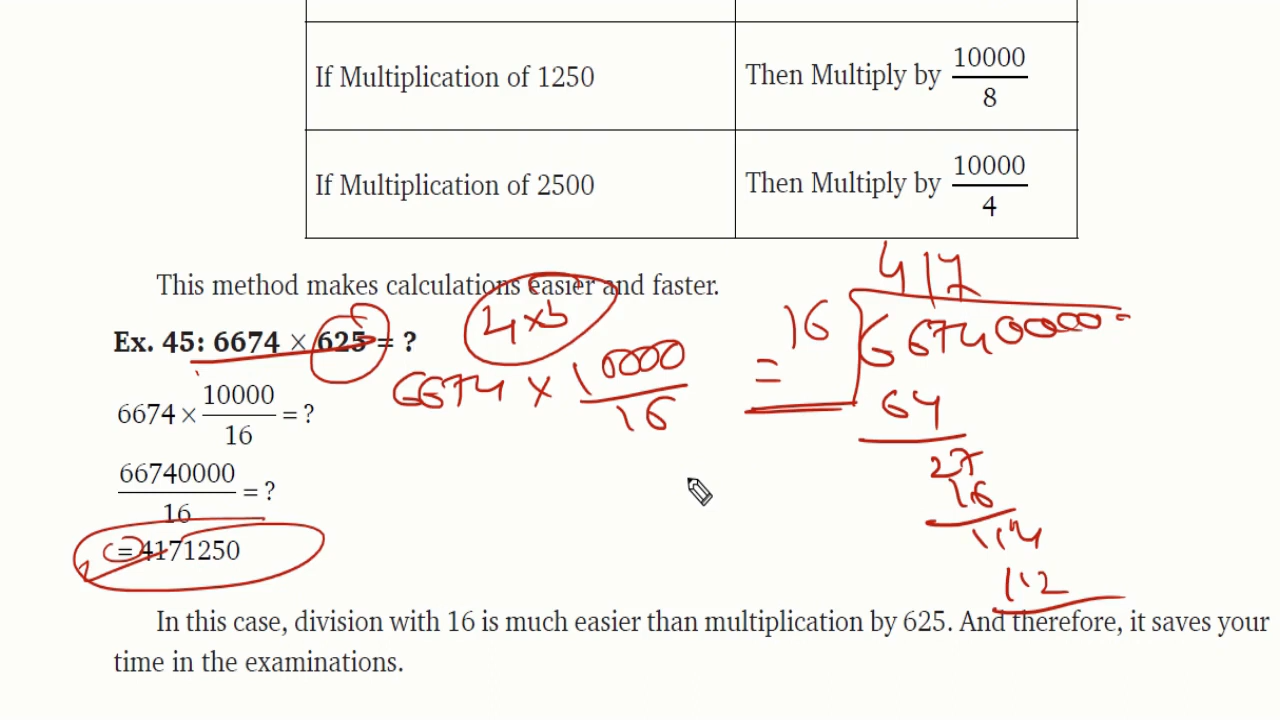 If Multiplication of 1250 Then Multiply by 10000/8
If Multiplication of 2500 Then Multiply by 10000/4
This method makes calculations easier and faster.
Ex. 45: 6674 × 625 = ?
6674 × 10000/16 = ?
66740000/16 = ?
= 4171250
4×5
6674 × 10000/16
=
417
16
66740000
64
27
16
114
112
In this case, division with 16 is much easier than multiplication by 625. And therefore, it saves your
time in the examinations.